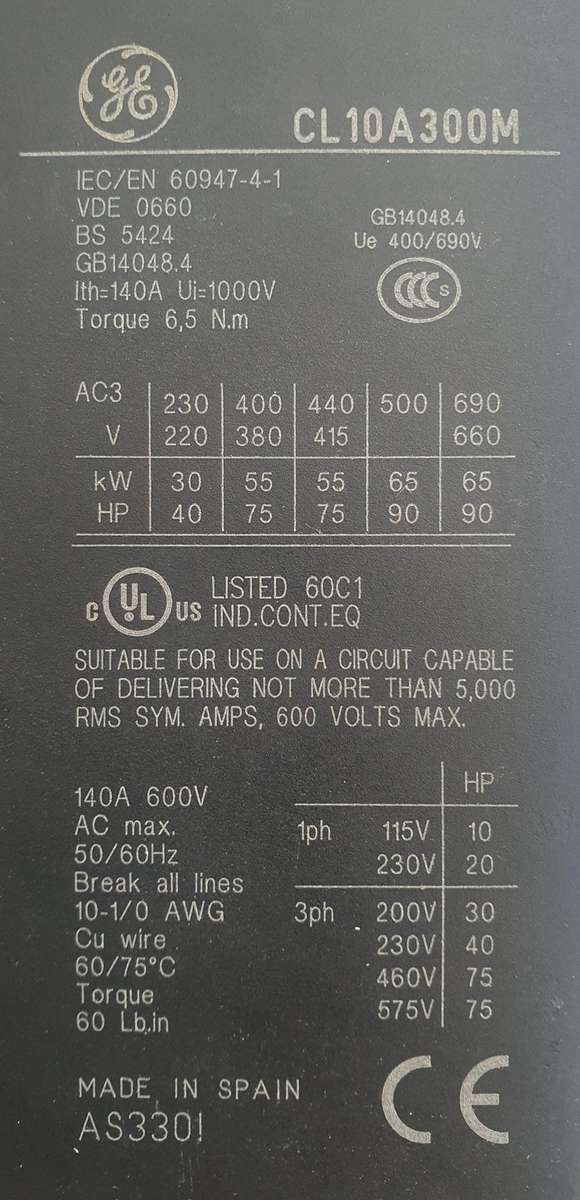 GE
CL10A300M
IEC/EN 60947-4-1
VDE 0660
BS 5424
GB14048.4
Ith=140A Ui=1000V
Torque 6,5 N.m
GB14048.4
Ue 400/690V
CCC S
AC3 230 400 440 500 690
V 220 380 415 660
kW 30 55 55 65 65
HP 40 75 75 90 90
C UL US LISTED 60C1
IND.CONT.EQ
SUITABLE FOR USE ON A CIRCUIT CAPABLE
OF DELIVERING NOT MORE THAN 5,000
RMS SYM. AMPS, 600 VOLTS MAX.
140A 600V
AC max.
50/60Hz
Break all lines
10-1/0 AWG
Cu wire
60/75°C
Torque
60 Lb.in
HP
1ph 115V 10
230V 20
3ph 200V 30
230V 40
460V 75
575V 75
MADE IN SPAIN
AS330!
CE